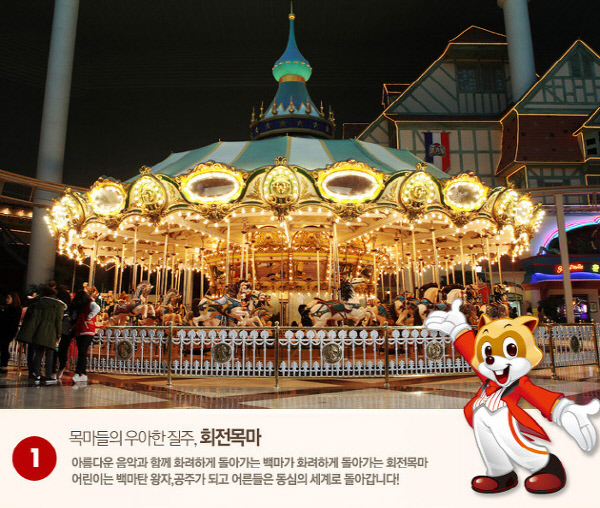 1
목마들의 우아한 질주, 회전목마
아름다운 음악과 함께 화려하게 돌아가는 백마가 화려하게 돌아가는 회전목마
어린이는 백마탄 왕자,공주가 되고 어른들은 동심의 세계로 돌아갑니다!